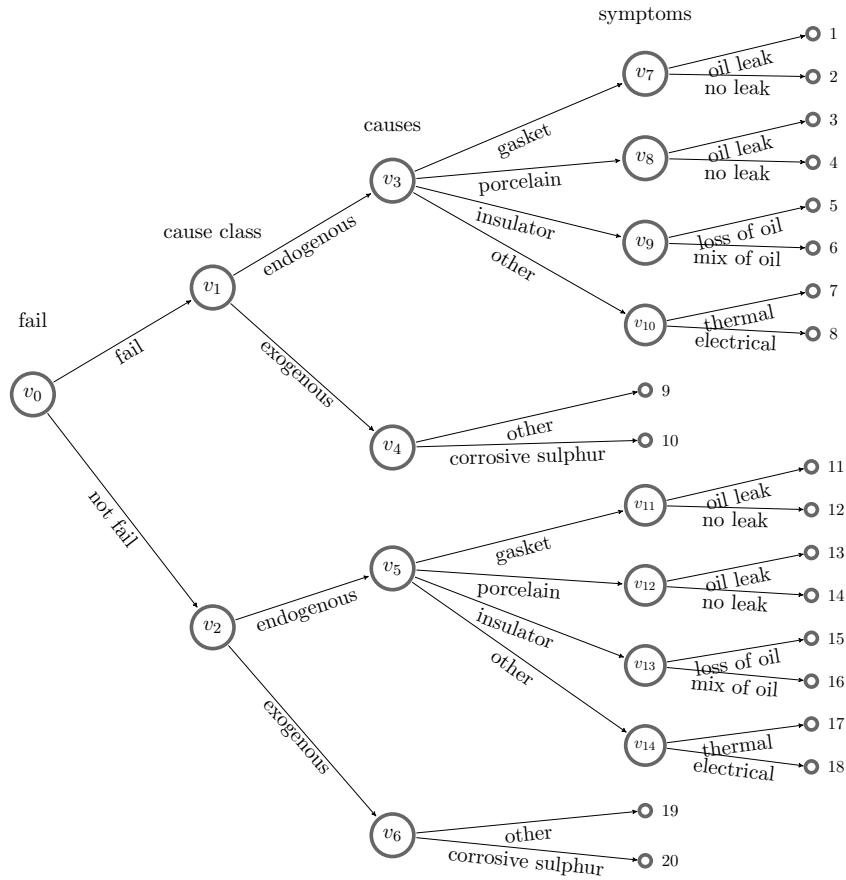 symptoms
1
oil leak
2
no leak
v7
causes
gasket
3
oil leak
4
no leak
v8
v3
porcelain
5
loss of oil
6
mix of oil
v9
insulator
cause class
endogenous
other
7
thermal
8
electrical
v10
v1
fail
fail
exogenous
v0
9
other
10
corrosive sulphur
v4
11
oil leak
12
no leak
v11
not fail
gasket
v5
13
oil leak
14
no leak
v12
porcelain
endogenous
v2
insulator
15
loss of oil
16
mix of oil
v13
other
17
thermal
18
electrical
v14
exogenous
19
other
20
corrosive sulphur
v6